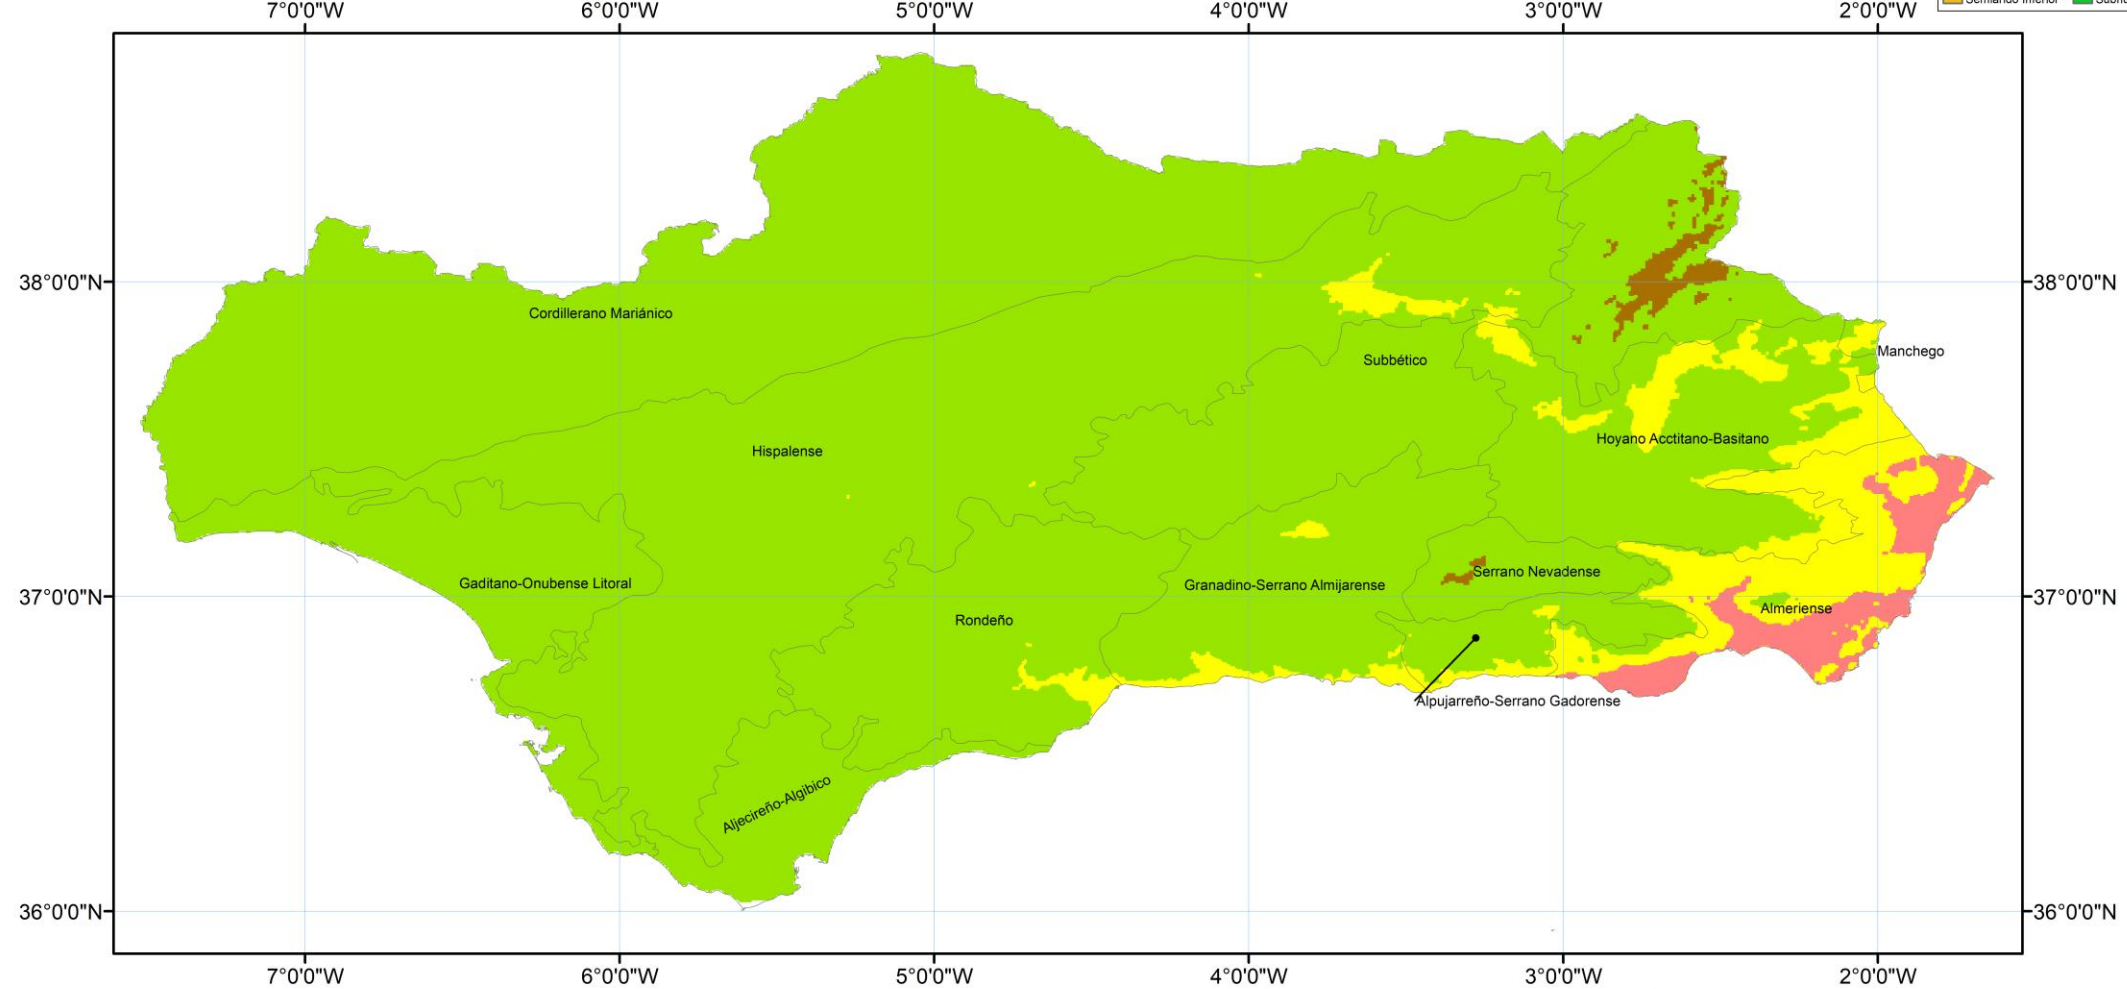 7°0'0"W 6°0'0"W 5°0'0"W 4°0'0"W 3°0'0"W 2°0'0"W
Semiárido Inferior
38°0'0"N 38°0'0"N
Cordillerano Mariánico
Subbético
Manchego
Hispalense
Hoyano Acctitano-Basitano
Gaditano-Onubense Litoral
Granadino-Serrano Almijarense
Serrano Nevadense
37°0'0"N 37°0'0"N
Rondeño
Almeriense
Alpujarreño-Serrano Gadorense
Aljecireño-Algibico
36°0'0"N 36°0'0"N
7°0'0"W 6°0'0"W 5°0'0"W 4°0'0"W 3°0'0"W 2°0'0"W